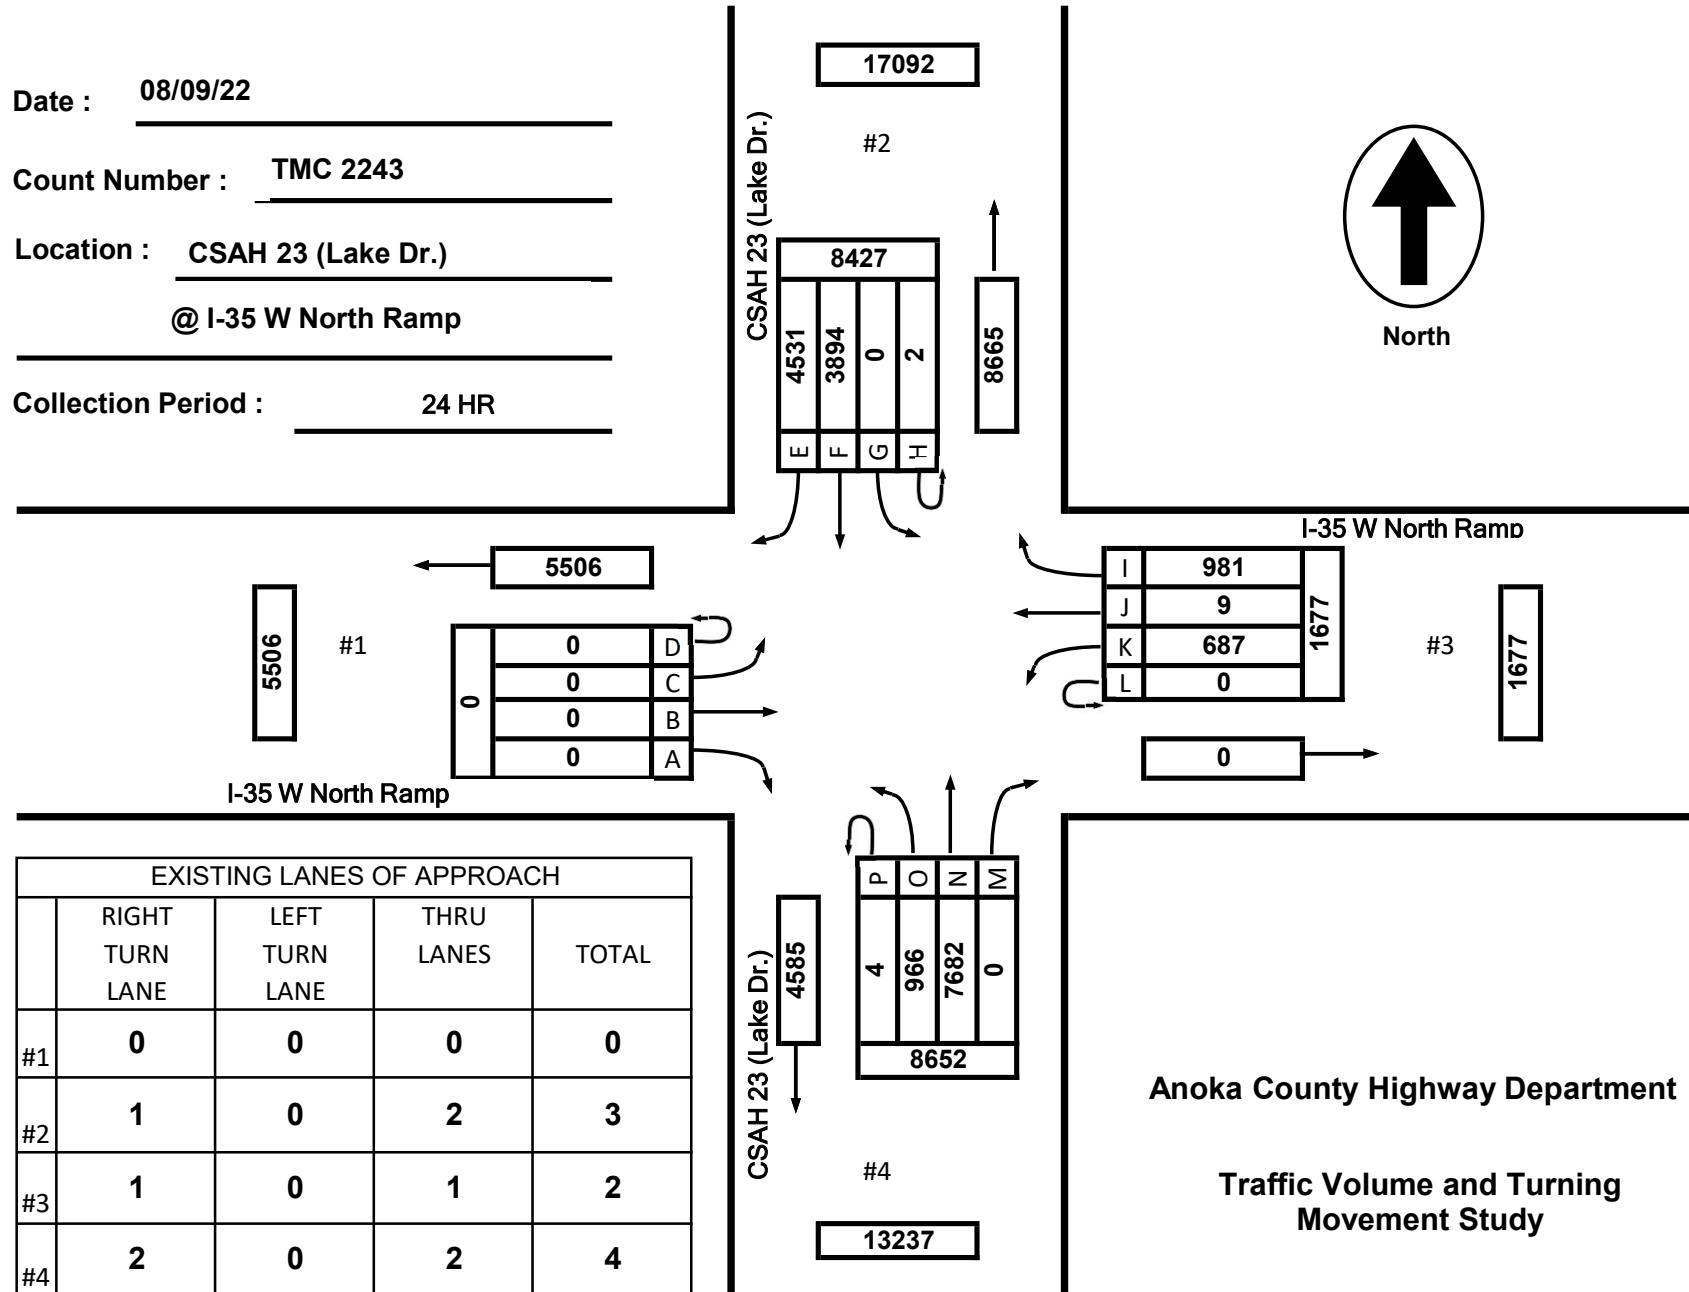 Date : 08/09/22
Count Number : TMC 2243
Location : CSAH 23 (Lake Dr.)
@ I-35 W North Ramp
Collection Period : 24 HR
17092
#2
CSAH 23 (Lake Dr.)
8427
4531 3894 0 2
E F G H
8665
North
5506
5506
#1
0
0 D
0 C
0 B
0 A
I-35 W North Ramp
I-35 W North Ramp
I 981
J 9
K 687
L 0
1677
#3
1677
0
P O N M
4 966 7682 0
8652
4585
CSAH 23 (Lake Dr.)
#4
13237
EXISTING LANES OF APPROACH
RIGHT LEFT THRU
TURN TURN LANES TOTAL
LANE LANE
#1 0 0 0 0
#2 1 0 2 3
#3 1 0 1 2
#4 2 0 2 4
Anoka County Highway Department
Traffic Volume and Turning
Movement Study